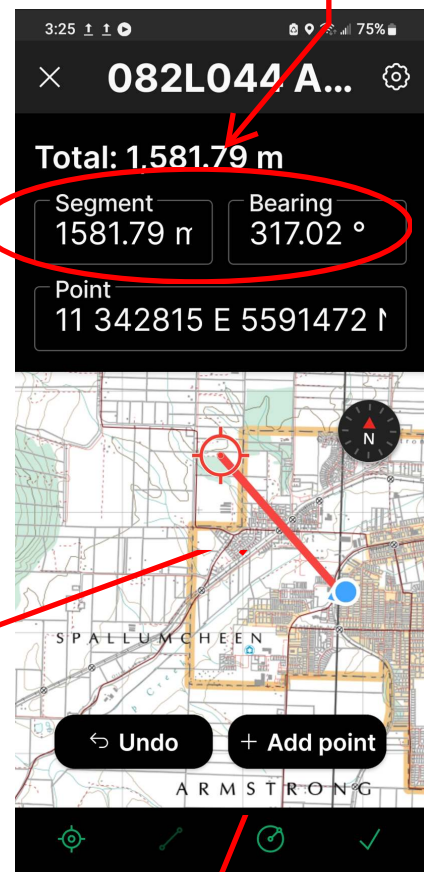 3:25 75%
082L044 A...
Total: 1,581.79 m
Segment Bearing
1581.79 m 317.02 °
Point
11 342815 E 5591472 N
N
SPALLUMCHEEN
Undo + Add point
ARMSTRONG